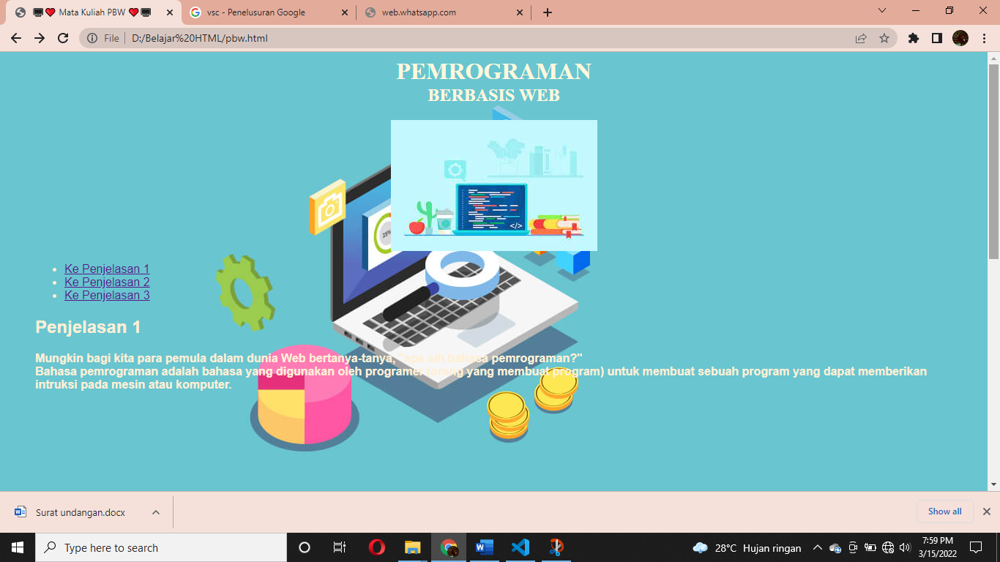 🖥️❤️ Mata Kuliah PBW ❤️🖥️
vsc - Penelusuran Google
web.whatsapp.com
File
D:/Belajar%20HTML/pbw.html
PEMROGRAMAN
BERBASIS WEB
</>
Ke Penjelasan 1
Ke Penjelasan 2
Ke Penjelasan 3
Penjelasan 1
Mungkin bagi kita para pemula dalam dunia Web bertanya-tanya, "apa sih bahasa pemrograman?"
Bahasa pemrograman adalah bahasa yang digunakan oleh programer (orang yang membuat program) untuk membuat sebuah program yang dapat memberikan
intruksi pada mesin atau komputer.
Surat undangan.docx
Show all
Type here to search
28°C Hujan ringan
7:59 PM
3/15/2022